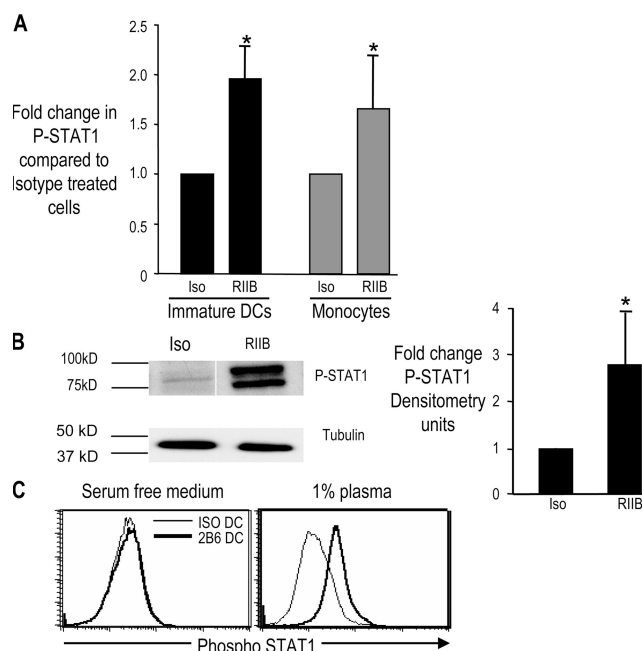 A
Fold change in
P-STAT1
compared to
Isotype treated
cells
2.5
2.0
1.5
1.0
0.5
0
*
*
Iso RIIB Iso RIIB
Immature DCs Monocytes
B
Iso RIIB
100kD
75kD
P-STAT1
50 kD
37 kD
Tubulin
Fold change
P-STAT1
Densitometry
units
4
3
2
1
0
*
Iso RIIB
C
Serum free medium 1% plasma
ISO DC
2B6 DC
Phospho STAT1